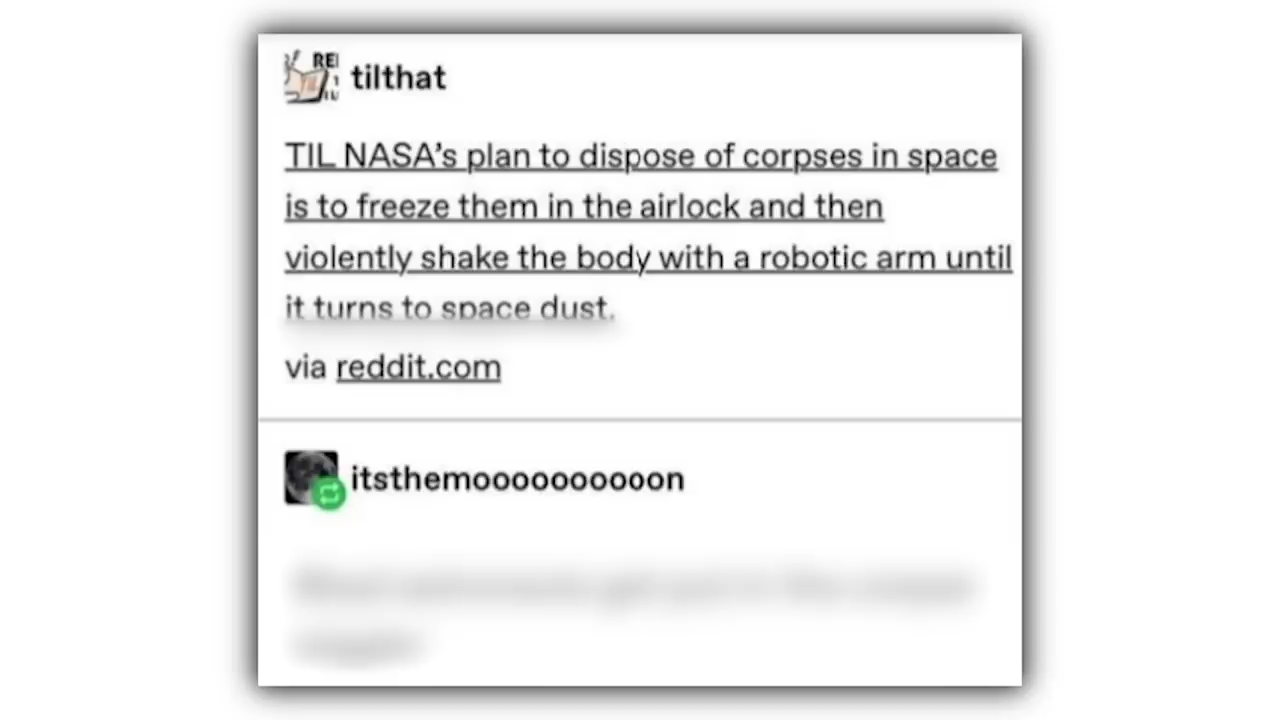 RE
tilthat
TIL NASA’s plan to dispose of corpses in space
is to freeze them in the airlock and then
violently shake the body with a robotic arm until
it turns to space dust.
via reddit.com
itsthemoooooooooon